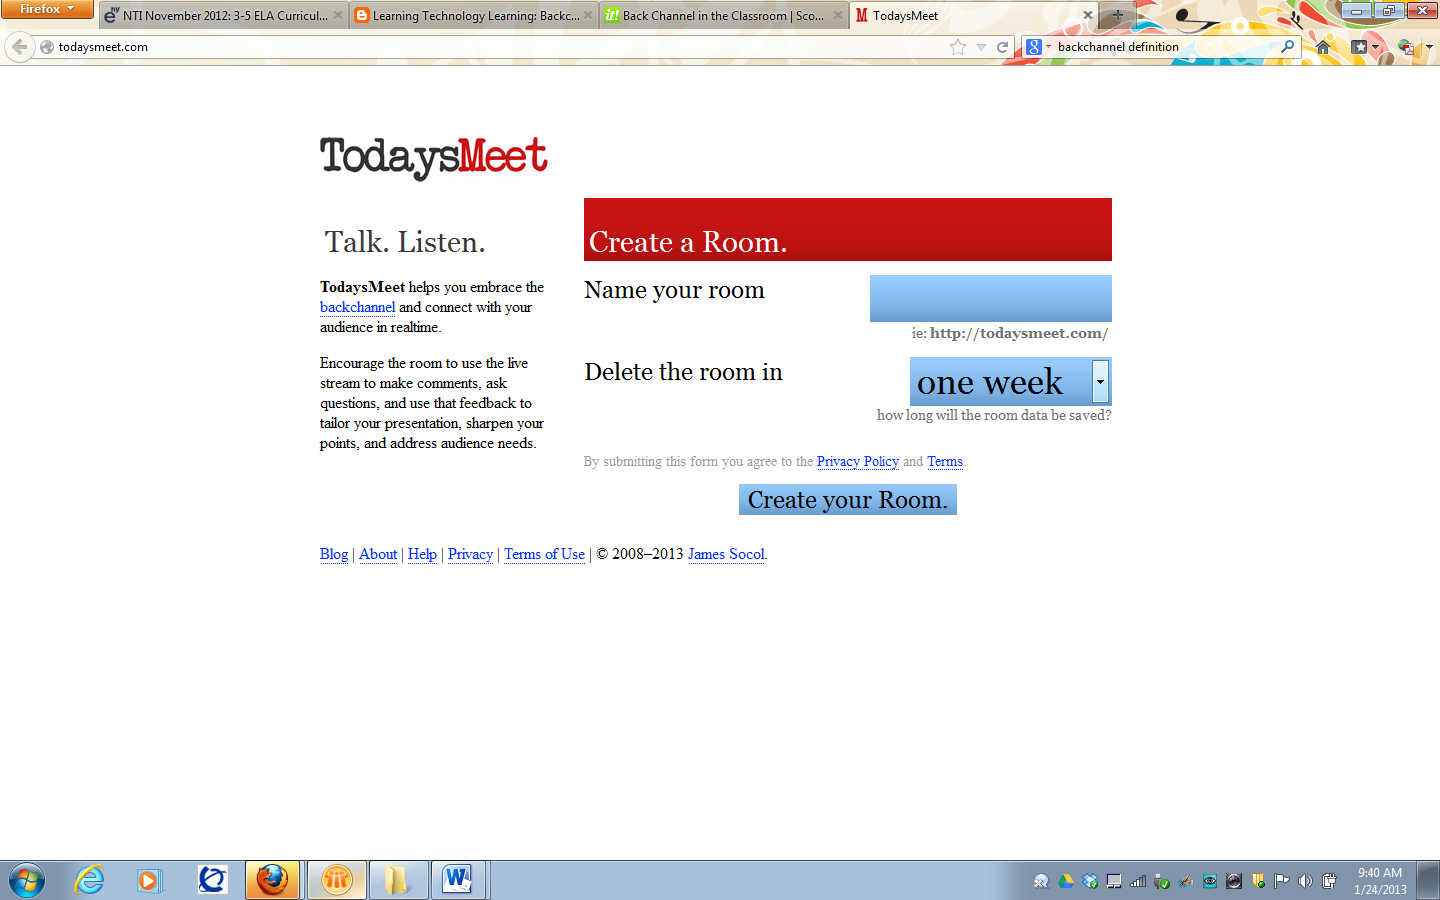 Firefox
NTI November 2012: 3-5 ELA Curricul...
Learning Technology Learning: Backc...
Back Channel in the Classroom | Sco...
TodaysMeet
todaysmeet.com
backchannel definition
TodaysMeet
Talk. Listen.
TodaysMeet helps you embrace the
backchannel and connect with your
audience in realtime.
Encourage the room to use the live
stream to make comments, ask
questions, and use that feedback to
tailor your presentation, sharpen your
points, and address audience needs.
Create a Room.
Name your room
ie: http://todaysmeet.com/
Delete the room in
one week
how long will the room data be saved?
By submitting this form you agree to the Privacy Policy and Terms.
Create your Room.
Blog | About | Help | Privacy | Terms of Use | © 2008–2013 James Socol.
9:40 AM
1/24/2013